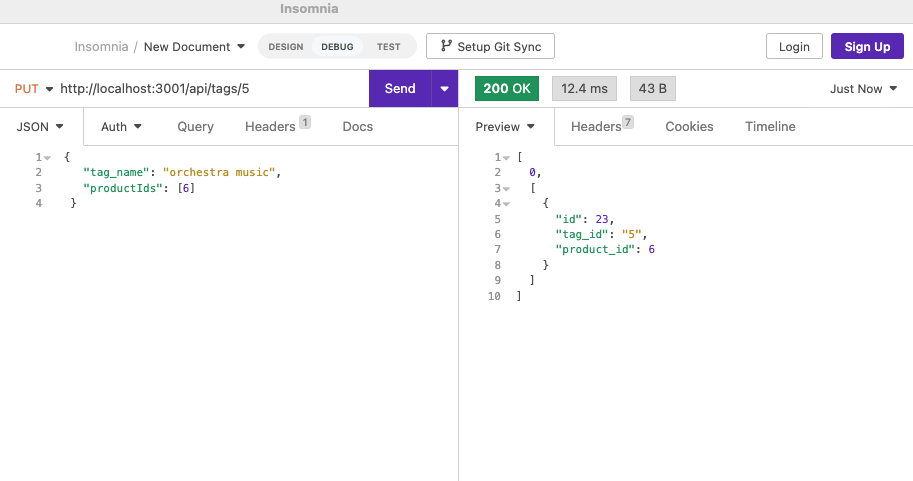 Insomnia
Insomnia / New Document DESIGN DEBUG TEST Setup Git Sync Login Sign Up
PUT http://localhost:3001/api/tags/5 Send 200 OK 12.4 ms 43 B Just Now
JSON Auth Query Headers 1 Docs Preview Headers 7 Cookies Timeline
1 {
2 "tag_name": "orchestra music",
3 "productIds": [6]
4 }
1 [
2 0,
3 [
4 {
5 "id": 23,
6 "tag_id": "5",
7 "product_id": 6
8 }
9 ]
10 ]